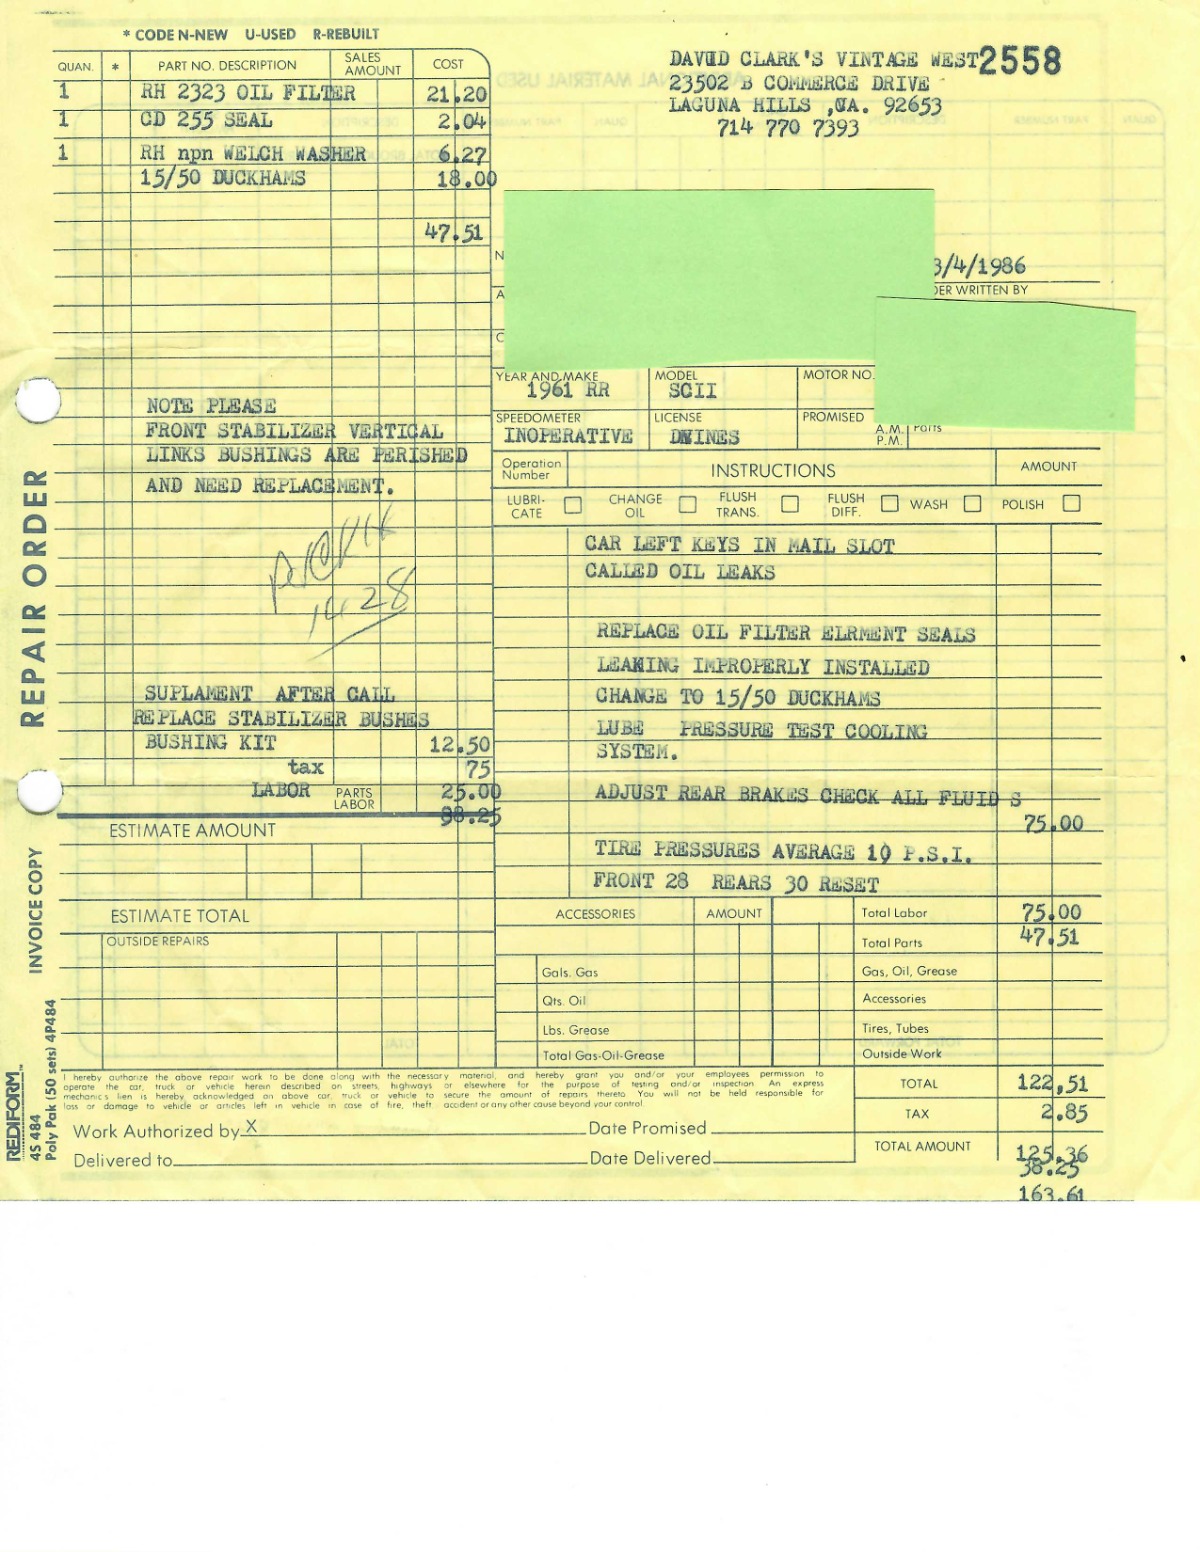 * CODE N-NEW U-USED R-REBUILT
QUAN. * PART NO. DESCRIPTION SALES AMOUNT COST
1 RH 2323 OIL FILTER 21.20
1 CD 255 SEAL 2.04
1 RH npn WELCH WASHER 6.27
15/50 DUCKHAMS 18.00
47.51
DAVID CLARK'S VINTAGE WEST 2558
23502 B COMMERCE DRIVE
LAGUNA HILLS ,CA. 92653
714 770 7393
N
3/4/1986
A
DER WRITTEN BY
C
YEAR AND MAKE 1961 RR
MODEL SCII
MOTOR NO.
SPEEDOMETER INOPERATIVE
LICENSE
PROMISED A.M. P.M.
Parts
NOTE PLEASE
FRONT STABILIZER VERTICAL
LINKS BUSHINGS ARE PERISHED
AND NEED REPLACEMENT.
1428
SUPLAMENT AFTER CALL
REPLACE STABILIZER BUSHES
BUSHING KIT 12.50
tax 75
LABOR 25.00
PARTS
LABOR
ESTIMATE AMOUNT
ESTIMATE TOTAL
OUTSIDE REPAIRS
Operation Number INSTRUCTIONS AMOUNT
LUBRI-CATE CHANGE OIL FLUSH TRANS. FLUSH DIFF. WASH POLISH
CAR LEFT KEYS IN MAIL SLOT
CALLED OIL LEAKS
REPLACE OIL FILTER ELRMENT SEALS
LEAKING IMPROPERLY INSTALLED
CHANGE TO 15/50 DUCKHAMS
LUBE PRESSURE TEST COOLING
SYSTEM.
ADJUST REAR BRAKES CHECK ALL FLUID S
75.00
TIRE PRESSURES AVERAGE 19 P.S.I.
FRONT 28 REARS 30 RESET
ACCESSORIES AMOUNT
Gals. Gas
Qts. Oil
Lbs. Grease
Total Gas-Oil-Grease
Total Labor 75.00
Total Parts 47.51
Gas, Oil, Grease
Accessories
Tires, Tubes
Outside Work
TOTAL 122,51
TAX 2.85
TOTAL AMOUNT 125.36
38.25
163.61
I hereby authorize the above repair work to be done along with the necessary material, and hereby grant you and/or your employees permission to
operate the car, truck or vehicle herein described on streets, highways or elsewhere for the purpose of testing and/or inspection. An express
mechanic's lien is hereby acknowledged on above car, truck or vehicle to secure the amount of repairs thereto. You will not be held responsible for
loss or damage to vehicle or articles left in vehicle in case of fire, theft, accident or any other cause beyond your control.
Work Authorized by X Date Promised
Delivered to Date Delivered
REPAIR ORDER
INVOICE COPY
REDIFORM™
4S 484
Poly Pak (50 sets) 4P484